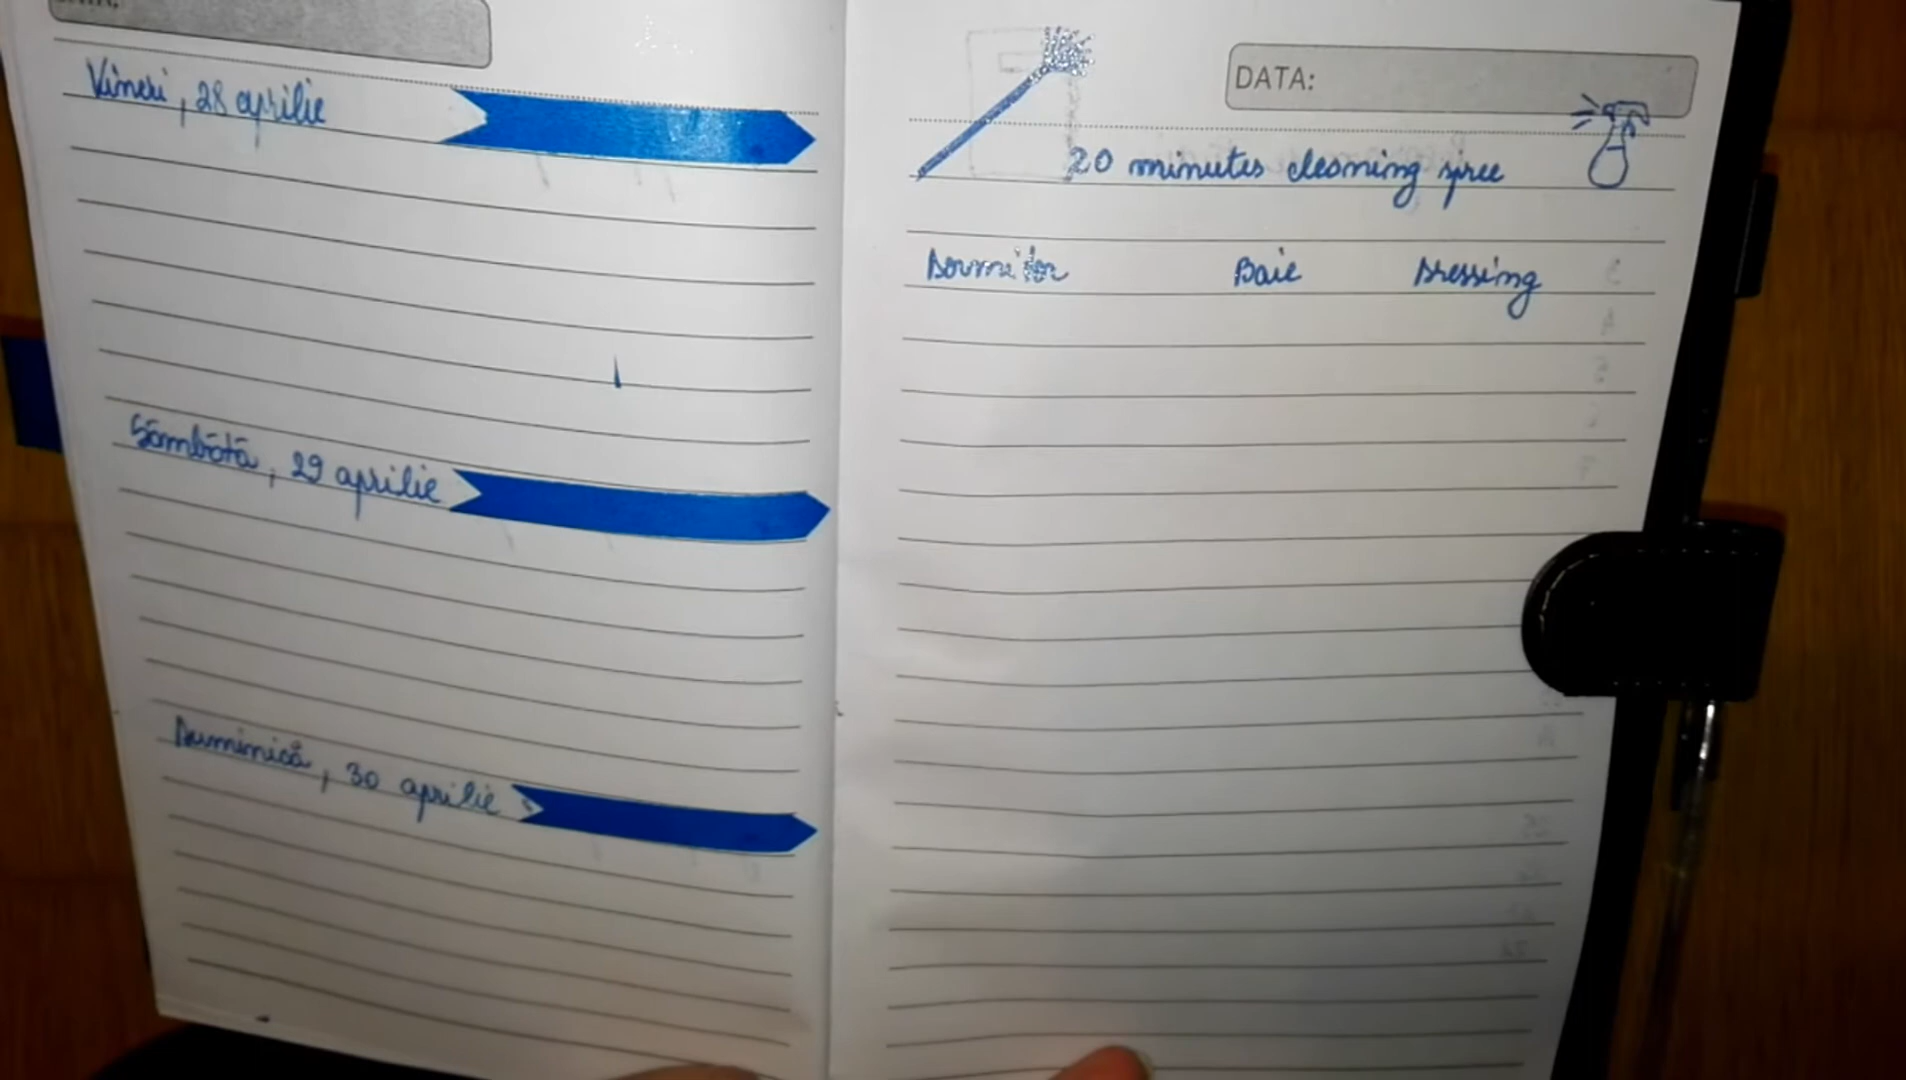 Vineri, 28 aprilie
Sâmbătă, 29 aprilie
Duminică, 30 aprilie
DATA:
20 minutes cleaning spree
Dormitor Baie Dressing